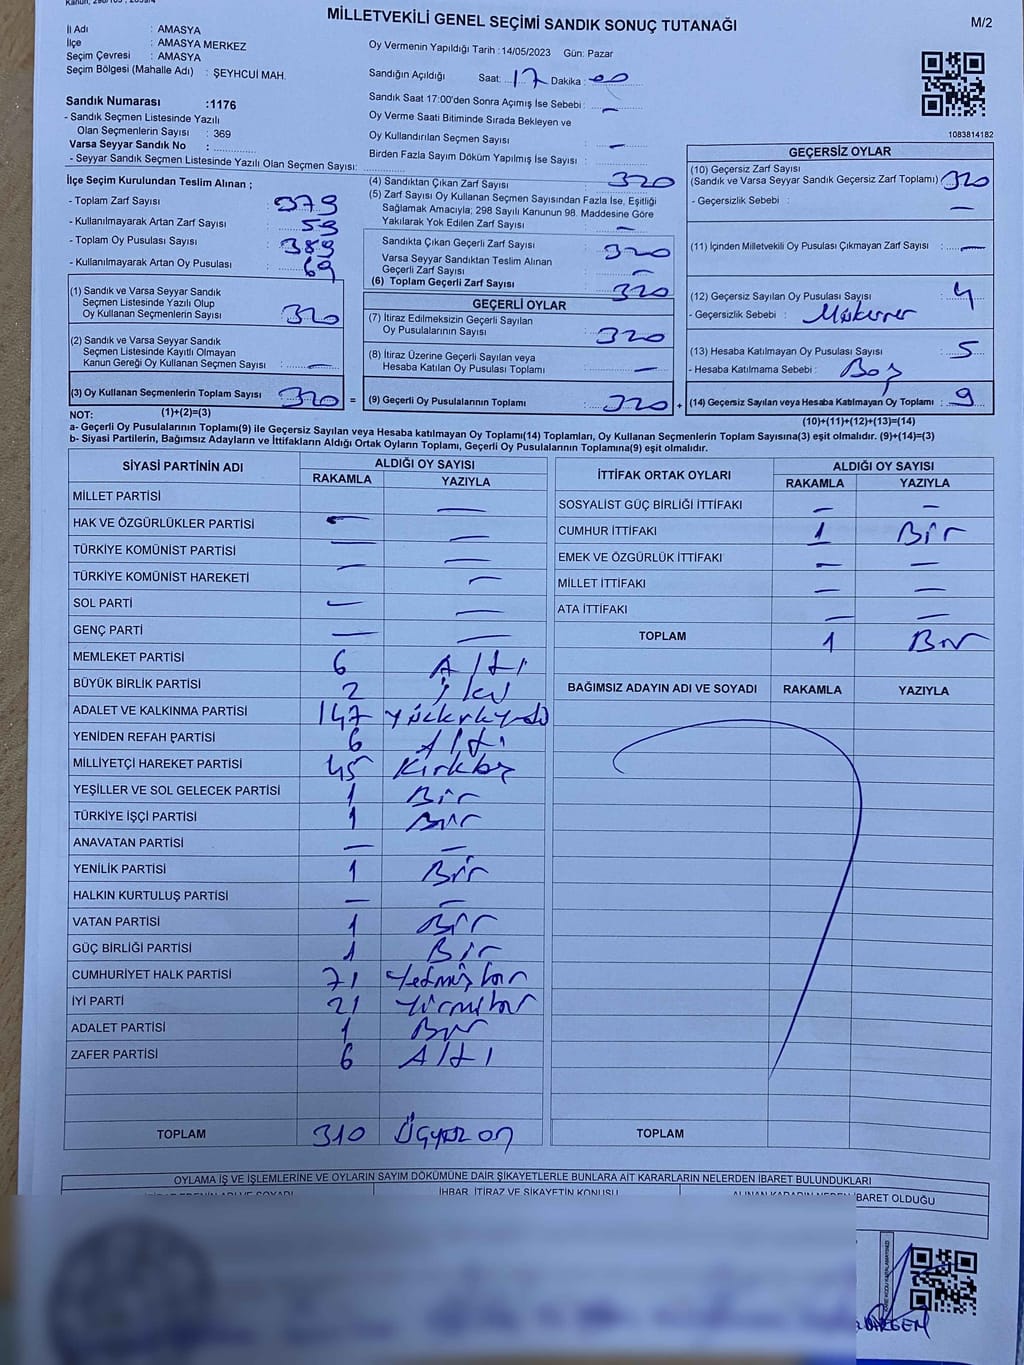 MİLLETVEKİLİ GENEL SEÇİMİ SANDIK SONUÇ TUTANAĞI
M/2
İl Adı : AMASYA
İlçe : AMASYA MERKEZ
Seçim Çevresi : AMASYA
Seçim Bölgesi (Mahalle Adı) : ŞEYHCUİ MAH.
Sandık Numarası :1176
- Sandık Seçmen Listesinde Yazılı
Olan Seçmenlerin Sayısı : 369
Varsa Seyyar Sandık No :
- Seyyar Sandık Seçmen Listesinde Yazılı Olan Seçmen Sayısı:
Oy Vermenin Yapıldığı Tarih :14/05/2023 Gün: Pazar
Sandığın Açıldığı Saat: 17 Dakika : 00
Sandık Saat 17:00'den Sonra Açımış İse Sebebi : —
Oy Verme Saati Bitiminde Sırada Bekleyen ve
Oy Kullandırılan Seçmen Sayısı : —
Birden Fazla Sayım Döküm Yapılmış İse Sayısı : —
1083814182
İlçe Seçim Kurulundan Teslim Alınan ;
- Toplam Zarf Sayısı : 379
- Kullanılmayarak Artan Zarf Sayısı : 59
- Toplam Oy Pusulası Sayısı : 389
- Kullanılmayarak Artan Oy Pusulası : 69
(1) Sandık ve Varsa Seyyar Sandık
Seçmen Listesinde Yazılı Olup
Oy Kullanan Seçmenlerin Sayısı : 320
(2) Sandık ve Varsa Seyyar Sandık
Seçmen Listesinde Kayıtlı Olmayan
Kanun Gereği Oy Kullanan Seçmen Sayısı : —
(3) Oy Kullanan Seçmenlerin Toplam Sayısı : 320 =
(4) Sandıktan Çıkan Zarf Sayısı : 320
(5) Zarf Sayısı Oy Kullanan Seçmen Sayısından Fazla İse, Eşitliği
Sağlamak Amacıyla; 298 Sayılı Kanunun 98. Maddesine Göre
Yakılarak Yok Edilen Zarf Sayısı : —
Sandıkta Çıkan Geçerli Zarf Sayısı : 320
Varsa Seyyar Sandıktan Teslim Alınan
Geçerli Zarf Sayısı : —
(6) Toplam Geçerli Zarf Sayısı : 320
GEÇERLİ OYLAR
(7) İtiraz Edilmeksizin Geçerli Sayılan
Oy Pusulalarının Sayısı : 320
(8) İtiraz Üzerine Geçerli Sayılan veya
Hesaba Katılan Oy Pusulası Toplamı : —
(9) Geçerli Oy Pusulalarının Toplamı : 320 +
GEÇERSİZ OYLAR
(10) Geçersiz Zarf Sayısı
(Sandık ve Varsa Seyyar Sandık Geçersiz Zarf Toplamı) : 320
- Geçersizlik Sebebi : —
(11) İçinden Milletvekili Oy Pusulası Çıkmayan Zarf Sayısı : —
(12) Geçersiz Sayılan Oy Pusulası Sayısı : 4
- Geçersizlik Sebebi : Mükerrer
(13) Hesaba Katılmayan Oy Pusulası Sayısı : 5
- Hesaba Katılmama Sebebi : Boş
(14) Geçersiz Sayılan veya Hesaba Katılmayan Oy Toplamı : 9
NOT: (1)+(2)=(3)
(10)+(11)+(12)+(13)=(14)
a- Geçerli Oy Pusulalarının Toplamı(9) ile Geçersiz Sayılan veya Hesaba katılmayan Oy Toplamı(14) Toplamları, Oy Kullanan Seçmenlerin Toplam Sayısına(3) eşit olmalıdır. (9)+(14)=(3)
b- Siyasi Partilerin, Bağımsız Adayların ve İttifakların Aldığı Ortak Oyların Toplamı, Geçerli Oy Pusulalarının Toplamına(9) eşit olmalıdır.
SİYASİ PARTİNİN ADI ALDIĞI OY SAYISI
RAKAMLA YAZIYLA
MİLLET PARTİSİ —
HAK VE ÖZGÜRLÜKLER PARTİSİ — —
TÜRKİYE KOMÜNİST PARTİSİ — —
TÜRKİYE KOMÜNİST HAREKETİ — —
SOL PARTİ — —
GENÇ PARTİ — —
MEMLEKET PARTİSİ 6 Altı
BÜYÜK BİRLİK PARTİSİ 2 İki
ADALET VE KALKINMA PARTİSİ 147 Yüzkırkyedi
YENİDEN REFAH PARTİSİ 6 Altı
MİLLİYETÇİ HAREKET PARTİSİ 45 Kırkbeş
YEŞİLLER VE SOL GELECEK PARTİSİ 1 Bir
TÜRKİYE İŞÇİ PARTİSİ 1 Bir
ANAVATAN PARTİSİ — —
YENİLİK PARTİSİ 1 Bir
HALKIN KURTULUŞ PARTİSİ — —
VATAN PARTİSİ 1 Bir
GÜÇ BİRLİĞİ PARTİSİ 1 Bir
CUMHURİYET HALK PARTİSİ 71 Yetmişbir
İYİ PARTİ 21 Yirmibir
ADALET PARTİSİ 1 Bir
ZAFER PARTİSİ 6 Altı
TOPLAM 310 Üçyüz on
İTTİFAK ORTAK OYLARI ALDIĞI OY SAYISI
RAKAMLA YAZIYLA
SOSYALİST GÜÇ BİRLİĞİ İTTİFAKI — —
CUMHUR İTTİFAKI 1 Bir
EMEK VE ÖZGÜRLÜK İTTİFAKI — —
MİLLET İTTİFAKI — —
ATA İTTİFAKI — —
TOPLAM 1 Bir
BAĞIMSIZ ADAYIN ADI VE SOYADI RAKAMLA YAZIYLA
TOPLAM
OYLAMA İŞ VE İŞLEMLERİNE VE OYLARIN SAYIM DÖKÜMÜNE DAİR ŞİKAYETLERLE BUNLARA AİT KARARLARIN NELERDEN İBARET BULUNDUKLARI
İHBAR, İTİRAZ VE ŞİKAYETİN KONUSU
ALINAN KARARIN NEDEN İBARET OLDUĞU